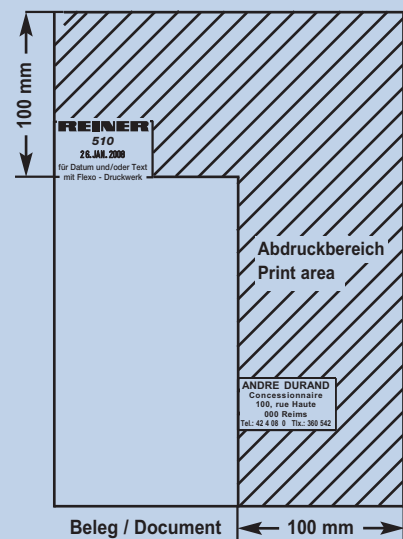 100 mm
REINER
510
26. JAN. 2008
für Datum und/oder Text
mit Flexo - Druckwerk
Abdruckbereich
Print area
ANDRE DURAND
Concessionnaire
100, rue Haute
000 Reims
Tel.: 42 4 08 0 Tlx.: 360 542
Beleg / Document
100 mm